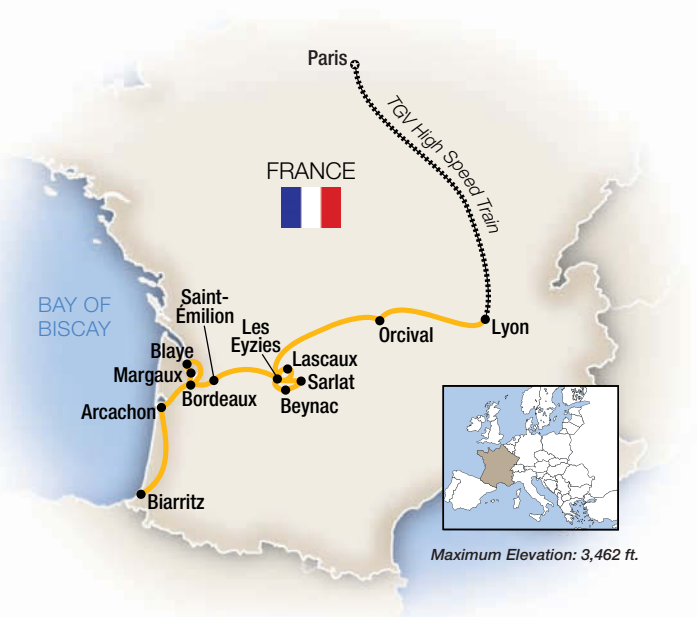 Paris
TGV High Speed Train
FRANCE
BAY OF
BISCAY
Saint-
Émilion
Les
Eyzies
Orcival
Lyon
Blaye
Lascaux
Margaux
Sarlat
Bordeaux
Beynac
Arcachon
Biarritz
Maximum Elevation: 3,462 ft.